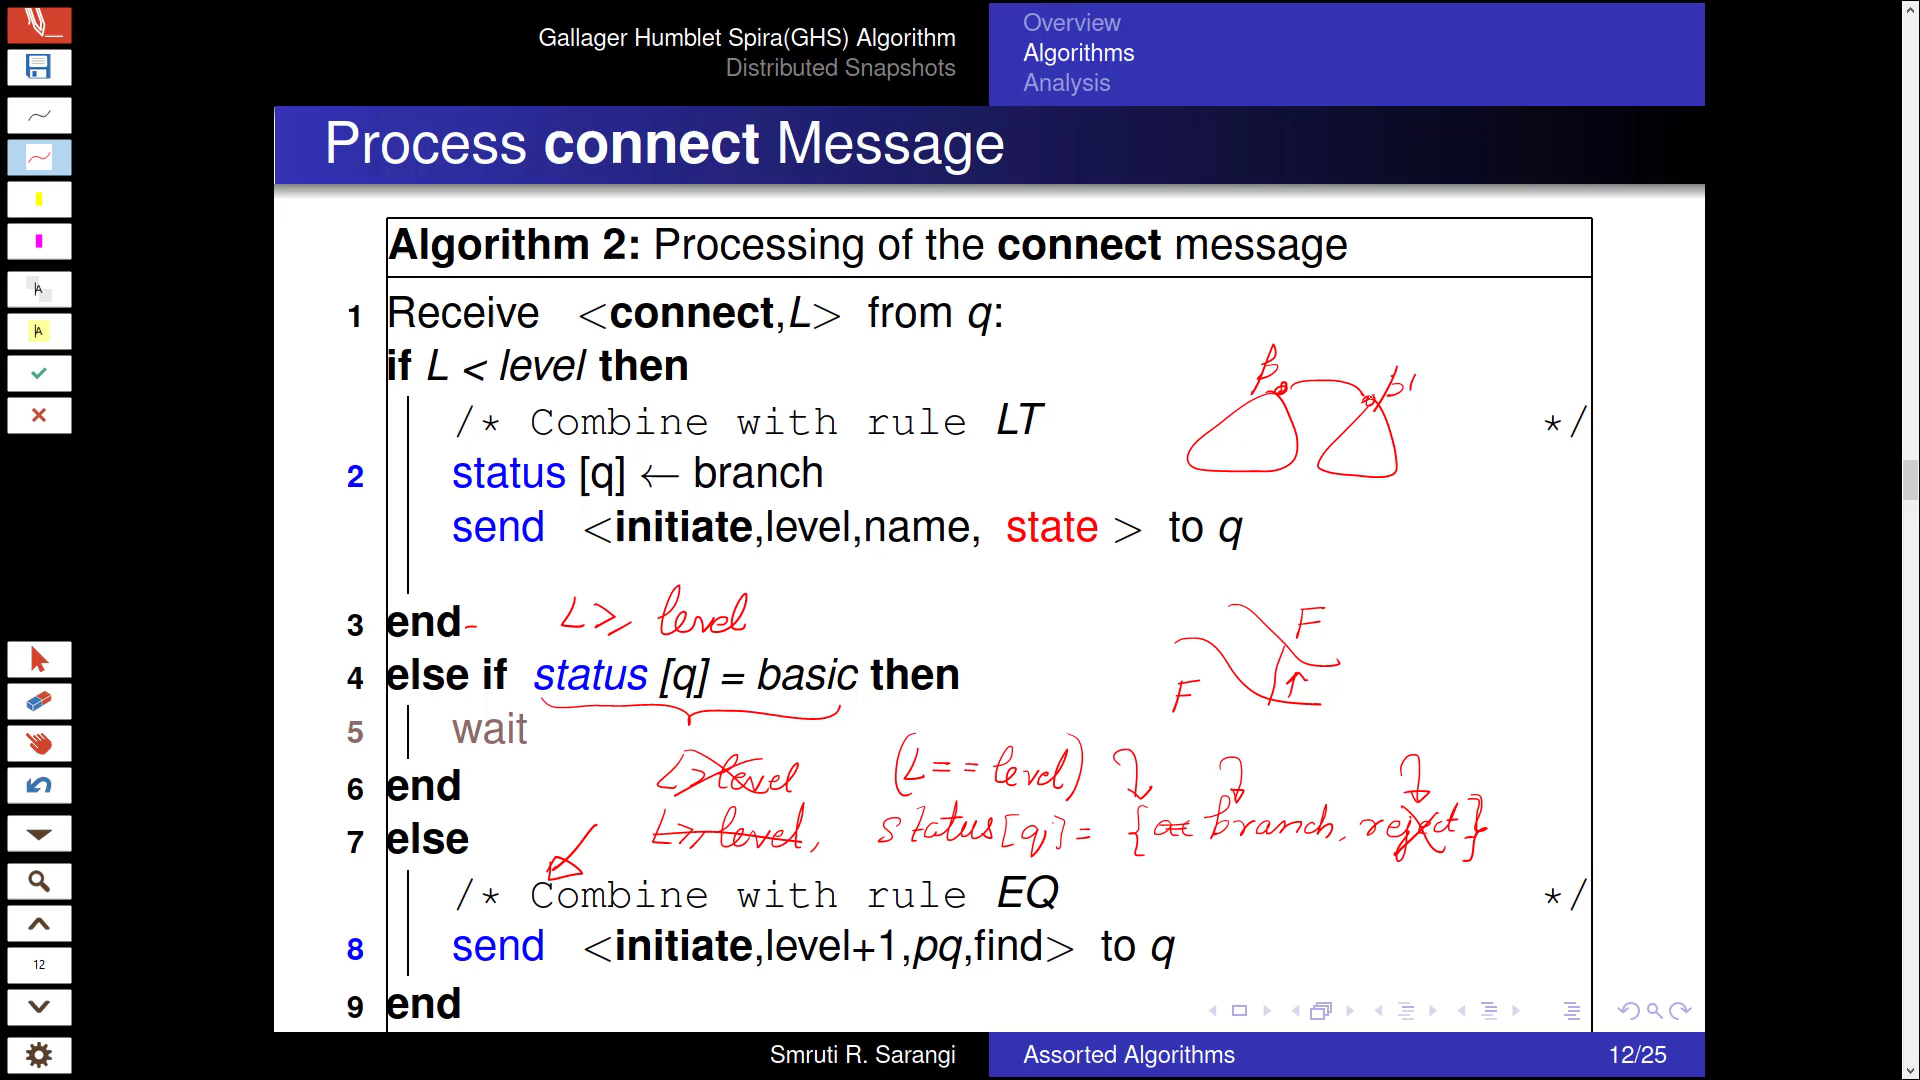 Gallager Humblet Spira(GHS) Algorithm
Distributed Snapshots
Overview
Algorithms
Analysis
Process connect Message
Algorithm 2: Processing of the connect message
1 Receive <connect,L> from q:
if L < level then
/* Combine with rule LT */
2 status [q] ← branch
send <initiate,level,name, state > to q
3 end
L ≥ level
4 else if status [q] = basic then
5 wait
6 end
7 else
/* Combine with rule EQ */
8 send <initiate,level+1,pq,find> to q
9 end
F
F
L > level (L == level)
L ≥ level, status[q] = { branch, reject}
12
Smruti R. Sarangi
Assorted Algorithms
12/25